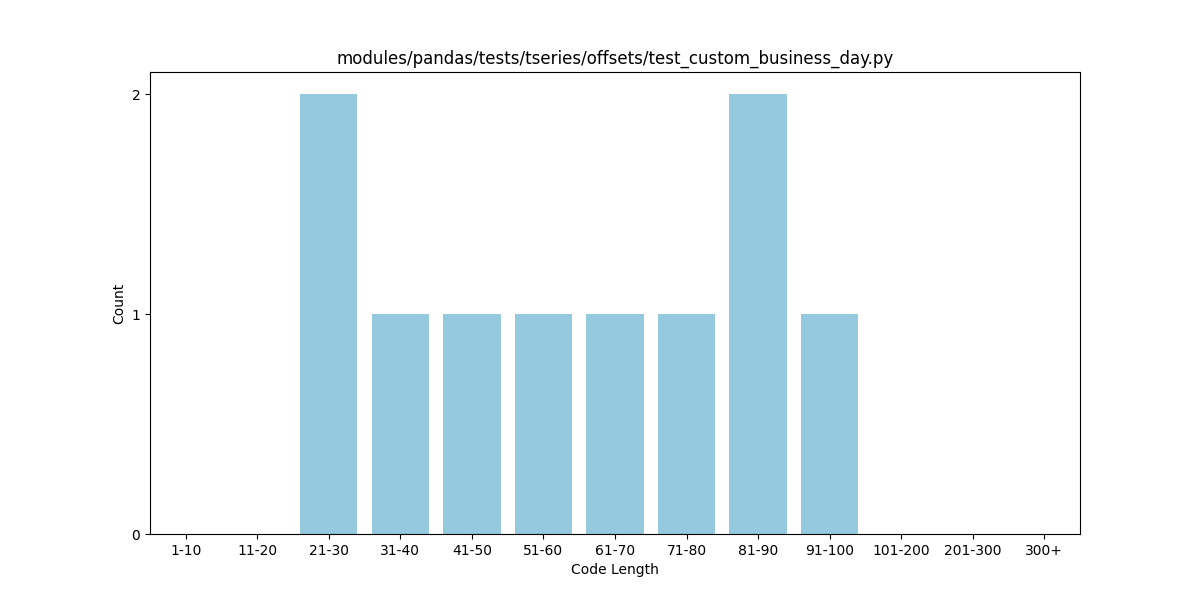 modules/pandas/tests/tseries/offsets/test_custom_business_day.py
2
1
0
Count
1-10 11-20 21-30 31-40 41-50 51-60 61-70 71-80 81-90 91-100 101-200 201-300 300+
Code Length